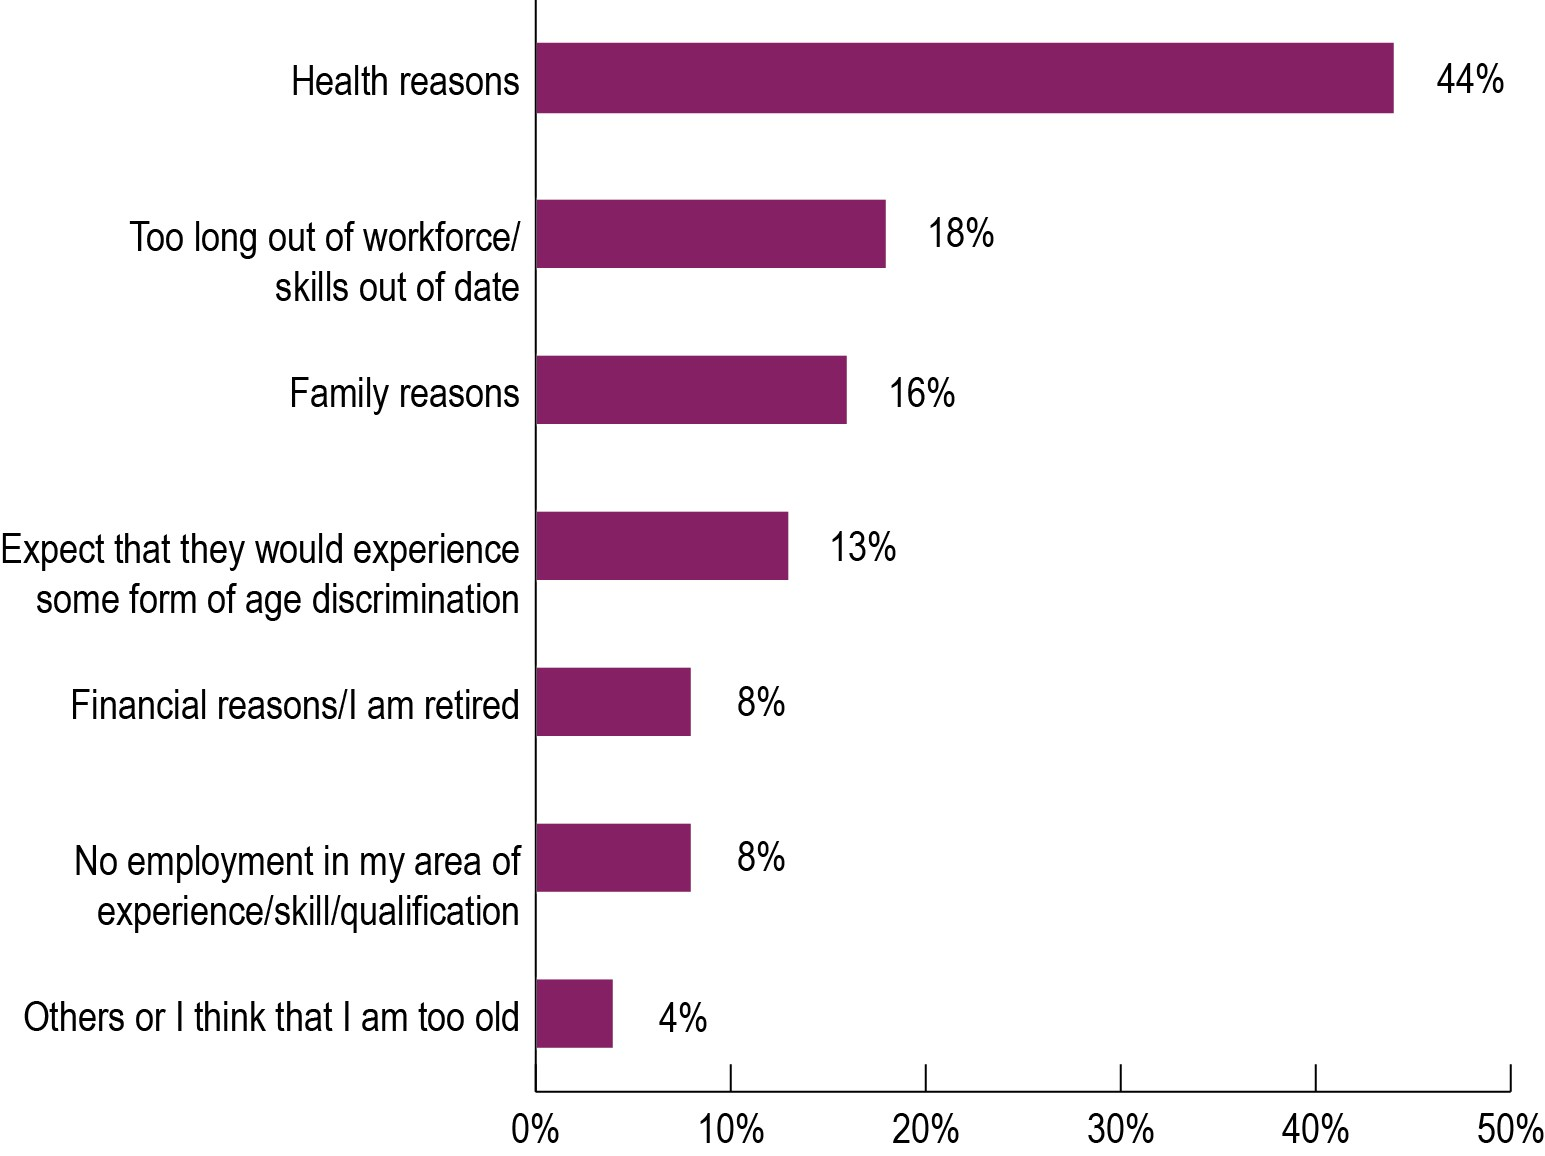 Health reasons
44%
Too long out of workforce/
skills out of date
18%
Family reasons
16%
Expect that they would experience
some form of age discrimination
13%
Financial reasons/I am retired
8%
No employment in my area of
experience/skill/qualification
8%
Others or I think that I am too old
4%
0% 10% 20% 30% 40% 50%